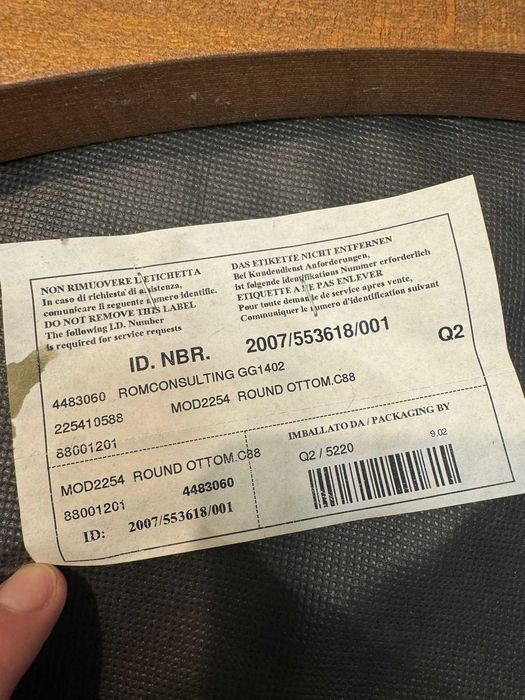 NON RIMUOVERE L'ETICHETTA
In caso di richiesta di assistenza,
comunicare il seguente numero identific.
DO NOT REMOVE THIS LABEL
The following I.D. Number
is required for service requests
DAS ETIKETTE NICHT ENTFERNEN
Bei Kundendienst Anforderungen,
ist folgende identifikations Nummer erforderlich
ETIQUETTE A NE PAS ENLEVER
Pour toute demande de service apres vente,
Communiquer le numero d'identification suivant
ID. NBR. 2007/553618/001
Q2
4483060 ROMCONSULTING GG1402
225410588 MOD2254 ROUND OTTOM.C88
88001201
MOD2254 ROUND OTTOM.C88
88001201 4483060
ID: 2007/553618/001
IMBALLATO DA / PACKAGING BY
Q2 / 5220 9.02